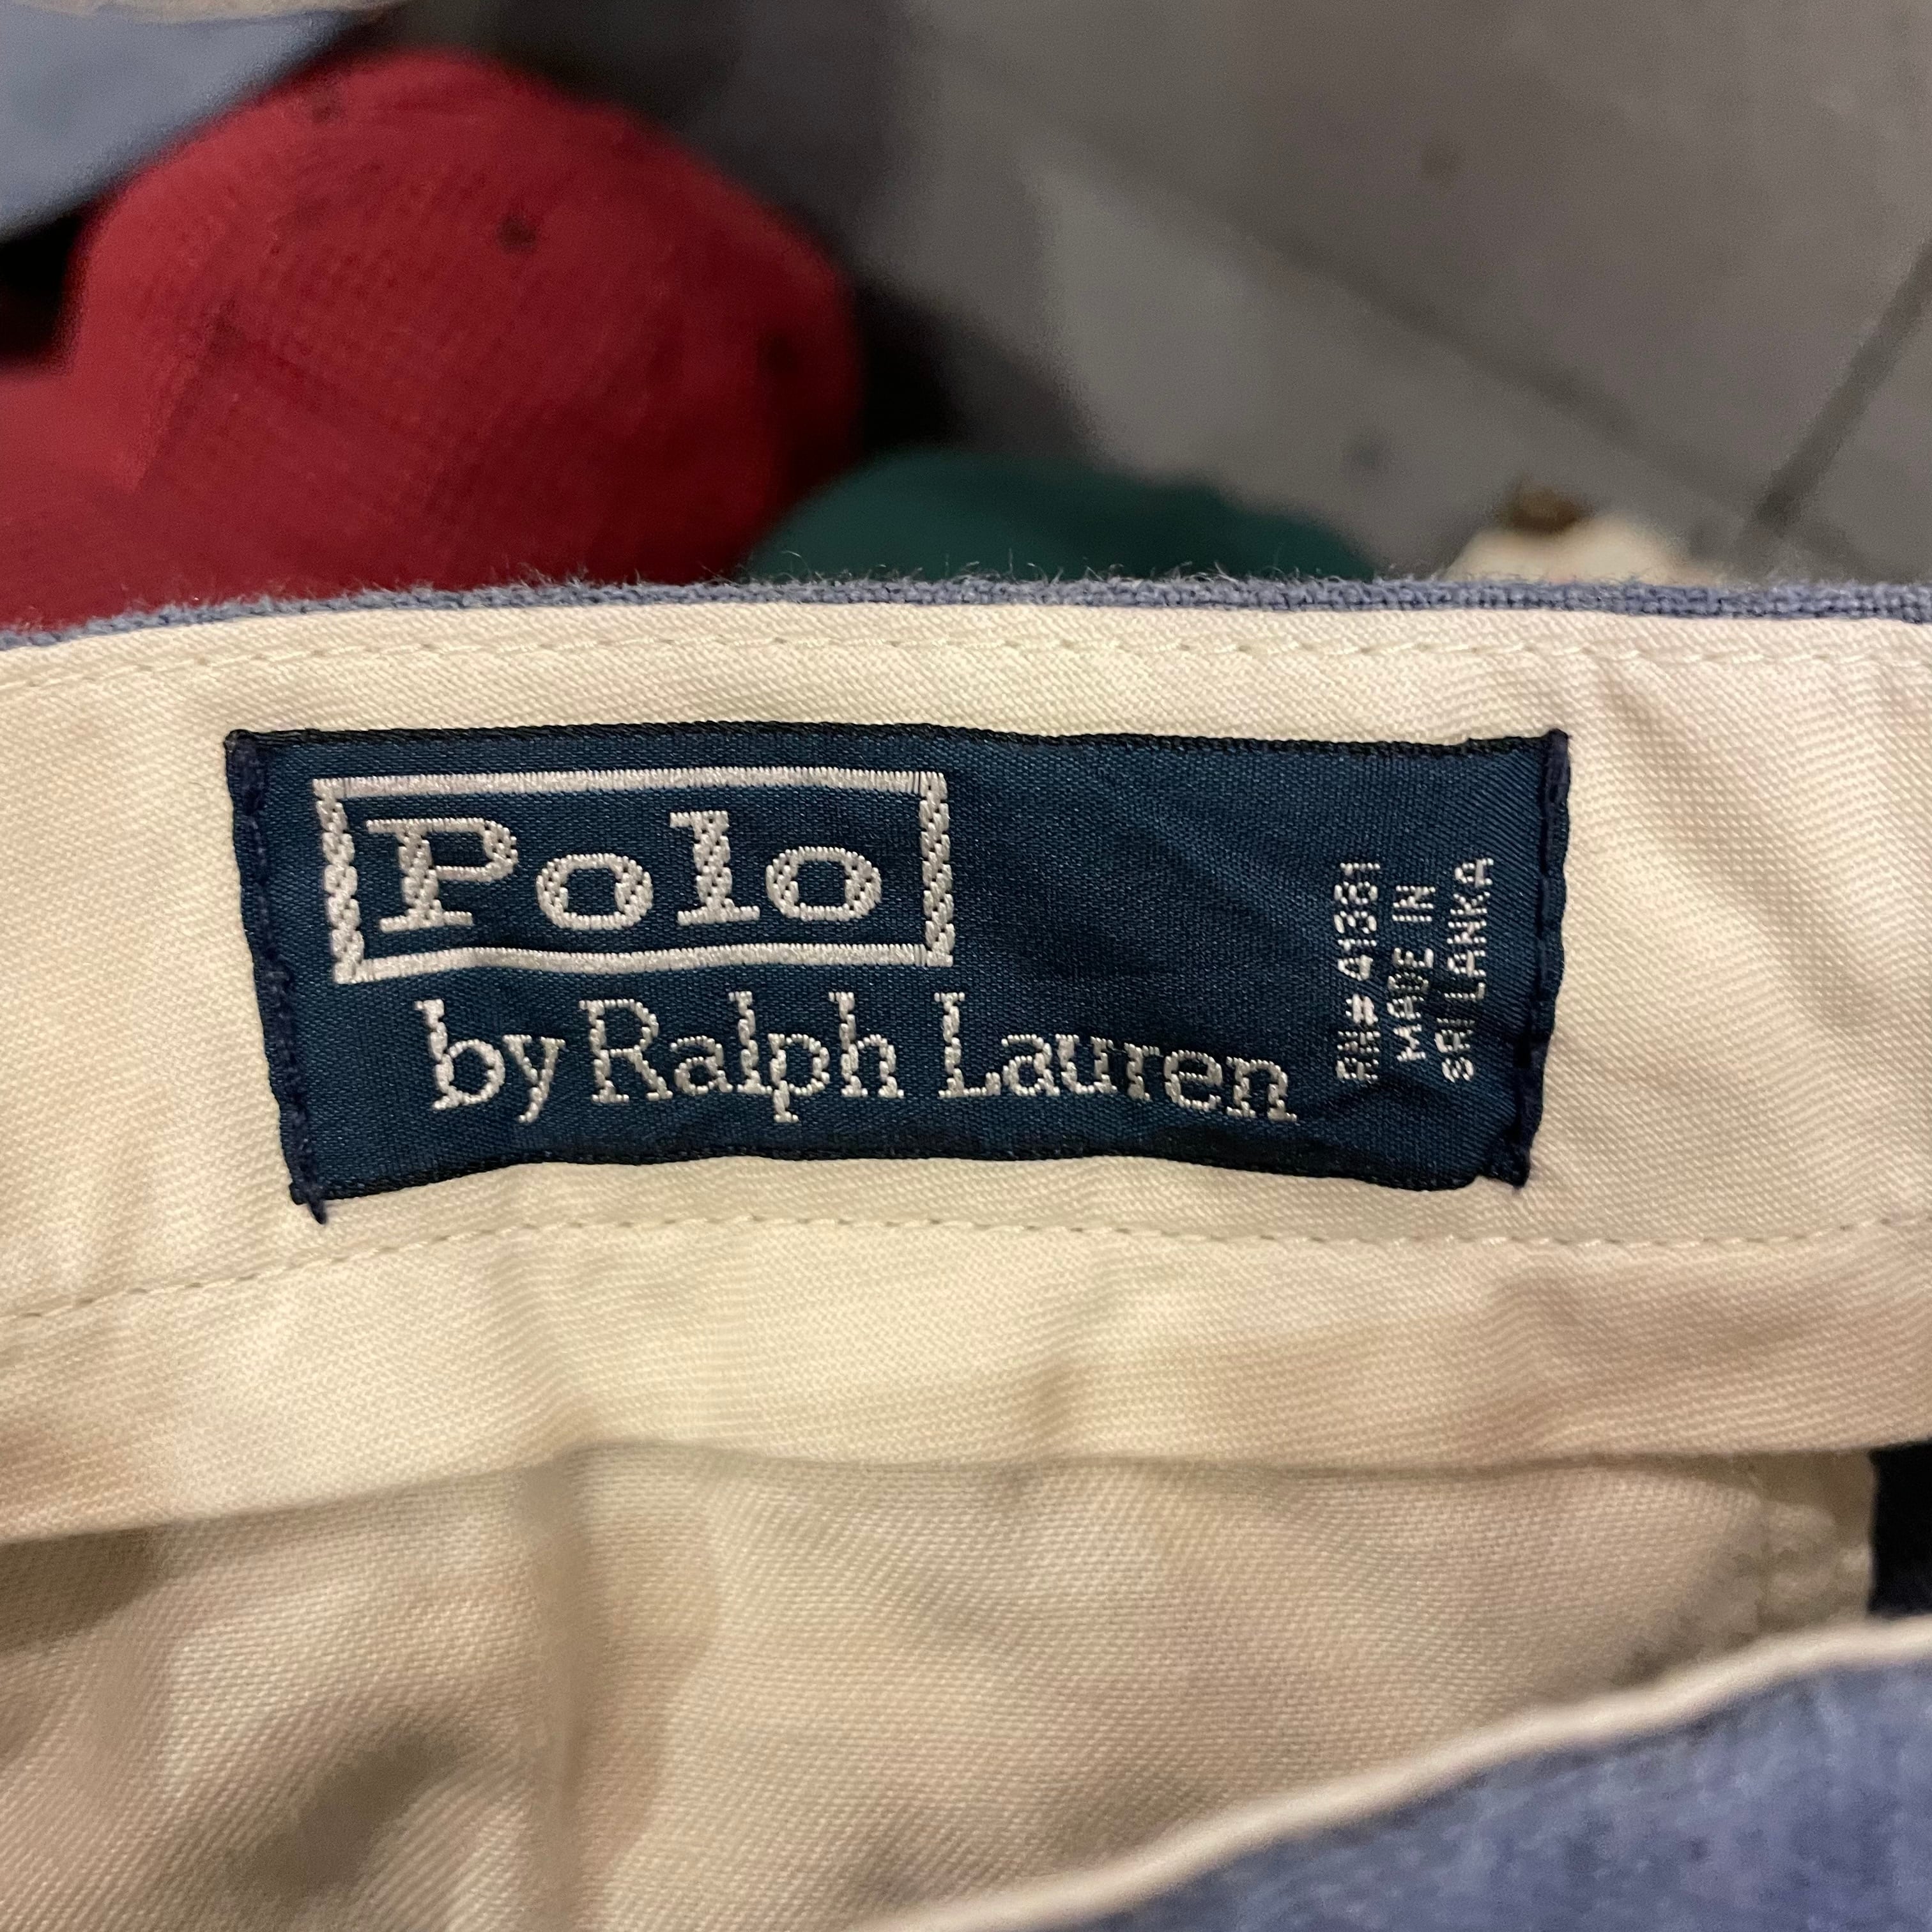 Polo
by Ralph Lauren
RN# 41381
MADE IN
SRI LANKA